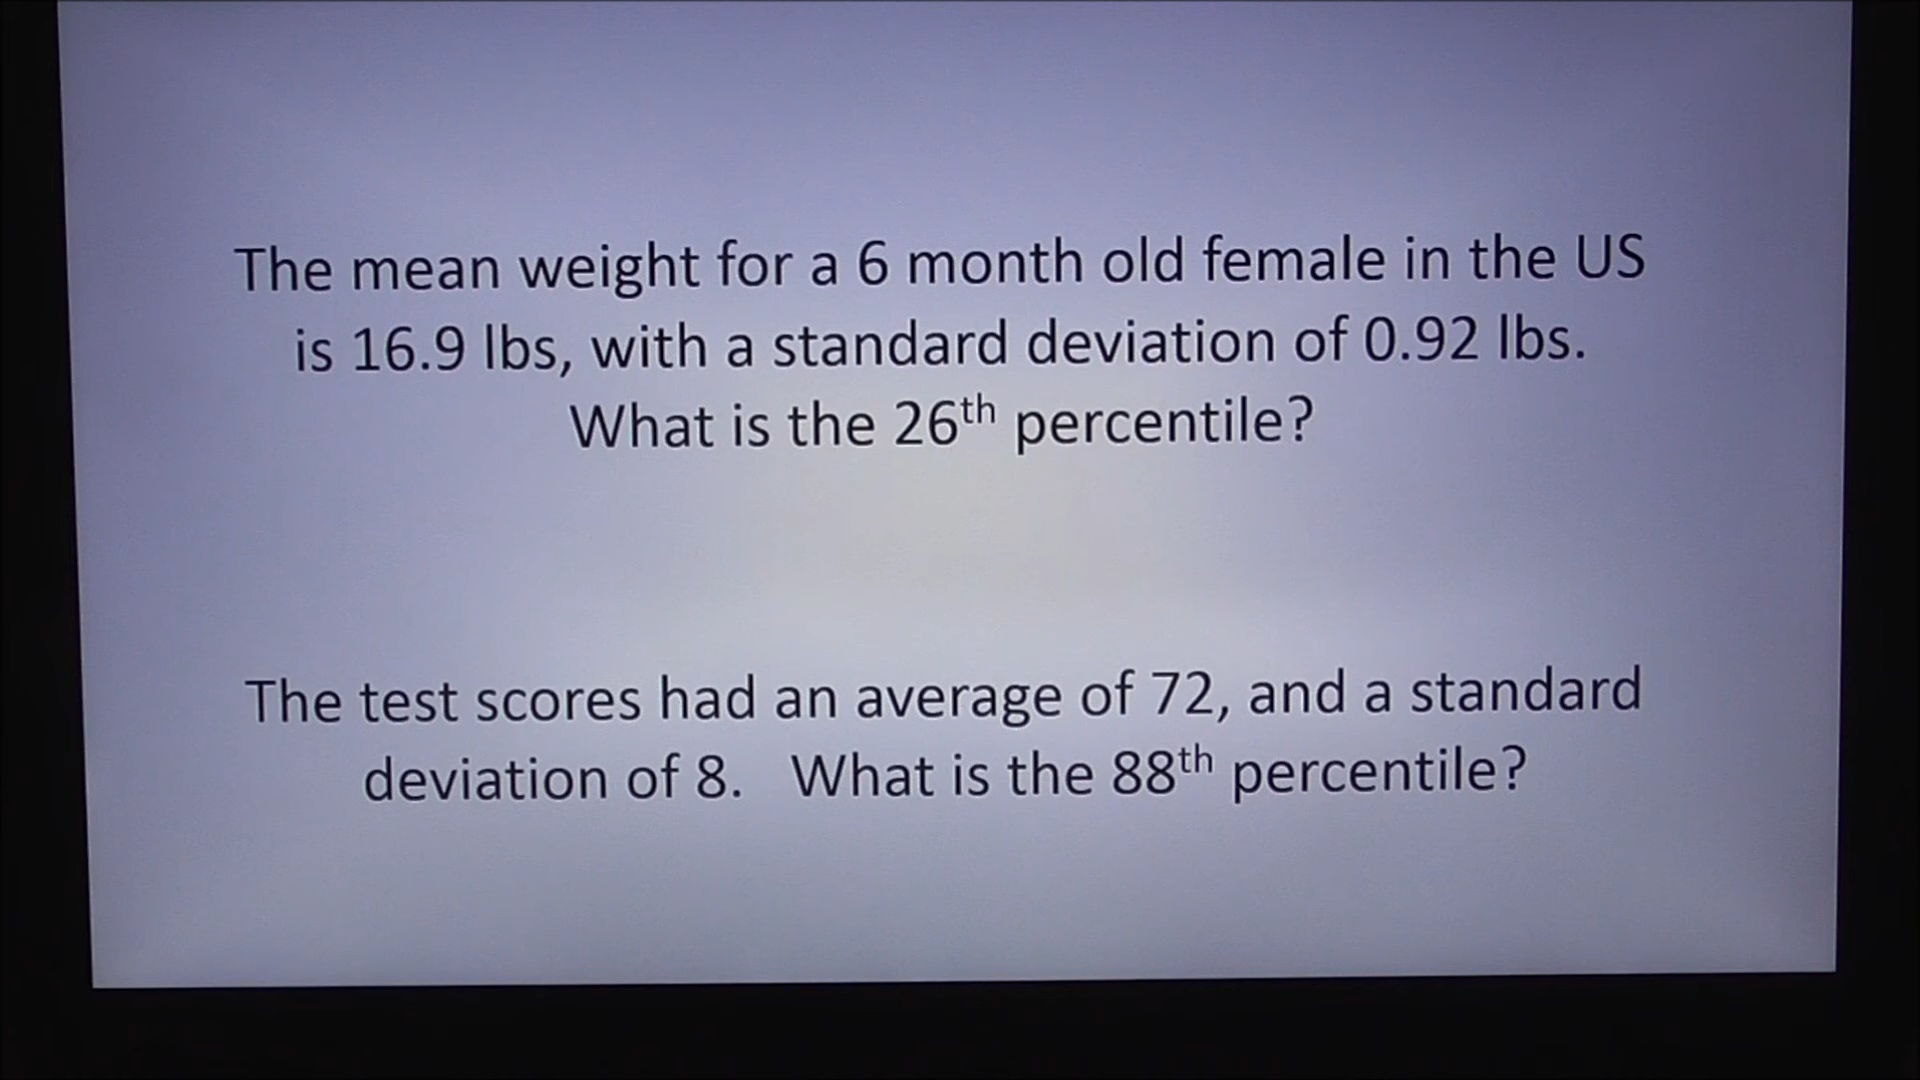 The mean weight for a 6 month old female in the US
is 16.9 lbs, with a standard deviation of 0.92 lbs.
What is the 26th percentile?
The test scores had an average of 72, and a standard
deviation of 8. What is the 88th percentile?